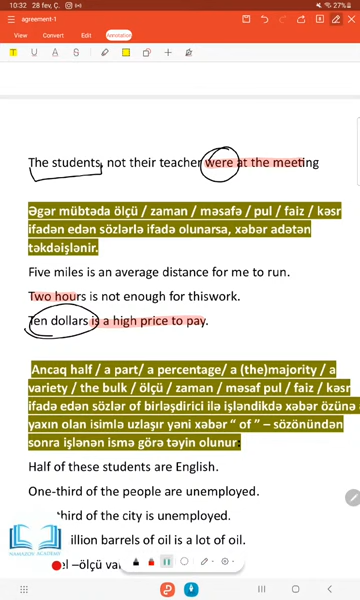 10:32 28 fev, Ç.
27%
agreement-1
View Convert Edit Annotation
The students, not their teacher were at the meeting
Əgər mübtəda ölçü / zaman / məsafə / pul / faiz / kəsr
ifadən edən sözlərlə ifadə olunarsa, xəbər adətən
təkdəişlənir.
Five miles is an average distance for me to run.
Two hours is not enough for thiswork.
Ten dollars is a high price to pay.
Ancaq half / a part / a percentage/ a (the)majority / a
variety / the bulk / ölçü / zaman / məsaf pul / faiz / kəsr
ifadə edən sözlər of birləşdirici ilə işləndikdə xəbər özünə ə
yaxın olan isimlə uzlaşır yəni xəbər “ of ” – sözönündən
sonra işlənən ismə görə təyin olunur:
Half of these students are English.
One-third of the people are unemployed.
third of the city is unemployed.
illion barrels of oil is a lot of oil.
NAMAZOV ACADEMY
el –ölçü va